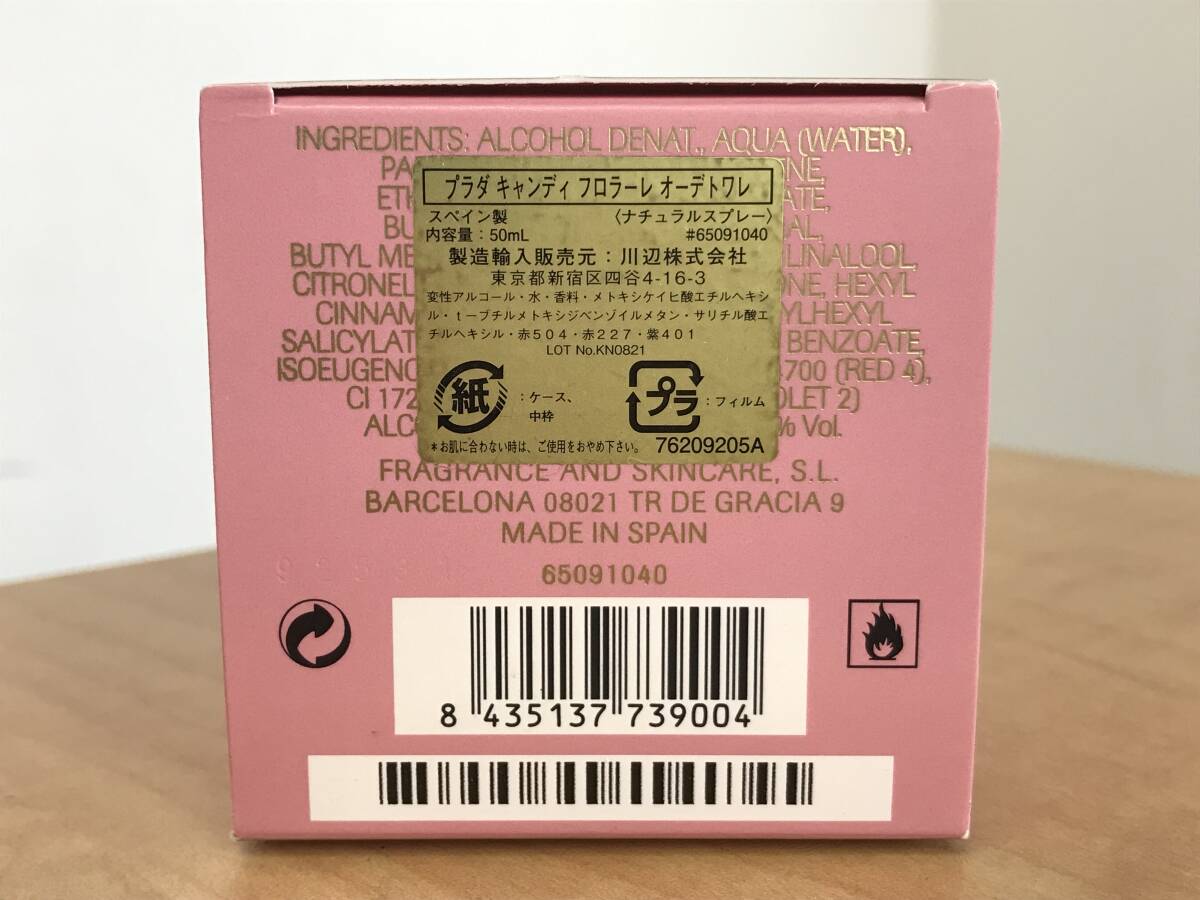 INGREDIENTS: ALCOHOL DENAT., AQUA (WATER),
プラダ キャンディ フロラーレ オーデトワレ
スペイン製 〈ナチュラルスプレー〉
内容量:50mL #65091040
製造輸入販売元:川辺株式会社
東京都新宿区四谷4-16-3
変性アルコール・水・香料・メトキシケイヒ酸エチルヘキシ
ル・t-ブチルメトキシジベンゾイルメタン・サリチル酸エ
チルヘキシル・赤504・赤227・紫401
LOT No.KN0821
紙 :ケース、 プラ :フィルム
中枠
*お肌に合わない時は、ご使用をおやめ下さい。 76209205A
BUTYL LINALOOL,
HEXYL
BENZOATE,
(RED 4),
CI 2)
% Vol.
FRAGRANCE AND SKINCARE, S.L.
BARCELONA 08021 TR DE GRACIA 9
MADE IN SPAIN
65091040
8 435137 739004